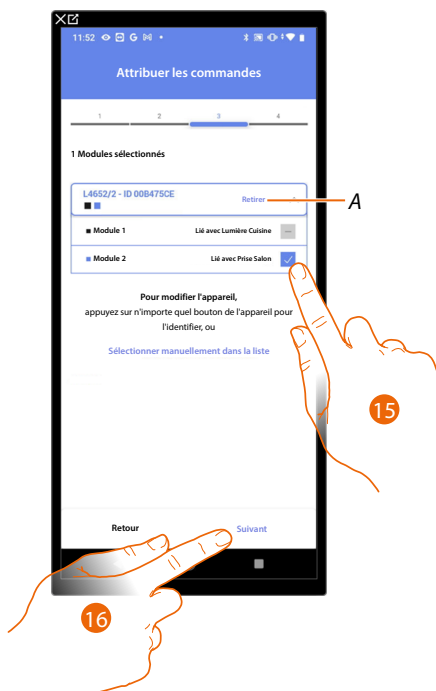 11:52
Attribuer les commandes
1 2 3 4
1 Modules sélectionnés
L4652/2 - ID 00B475CE
Retirer
A
Module 1 Lié avec Lumière Cuisine
Module 2 Lié avec Prise Salon
Pour modifier l'appareil,
appuyez sur n'importe quel bouton de l'appareil pour
l'identifier, ou
Sélectionner manuellement dans la liste
15
Retour Suivant
16